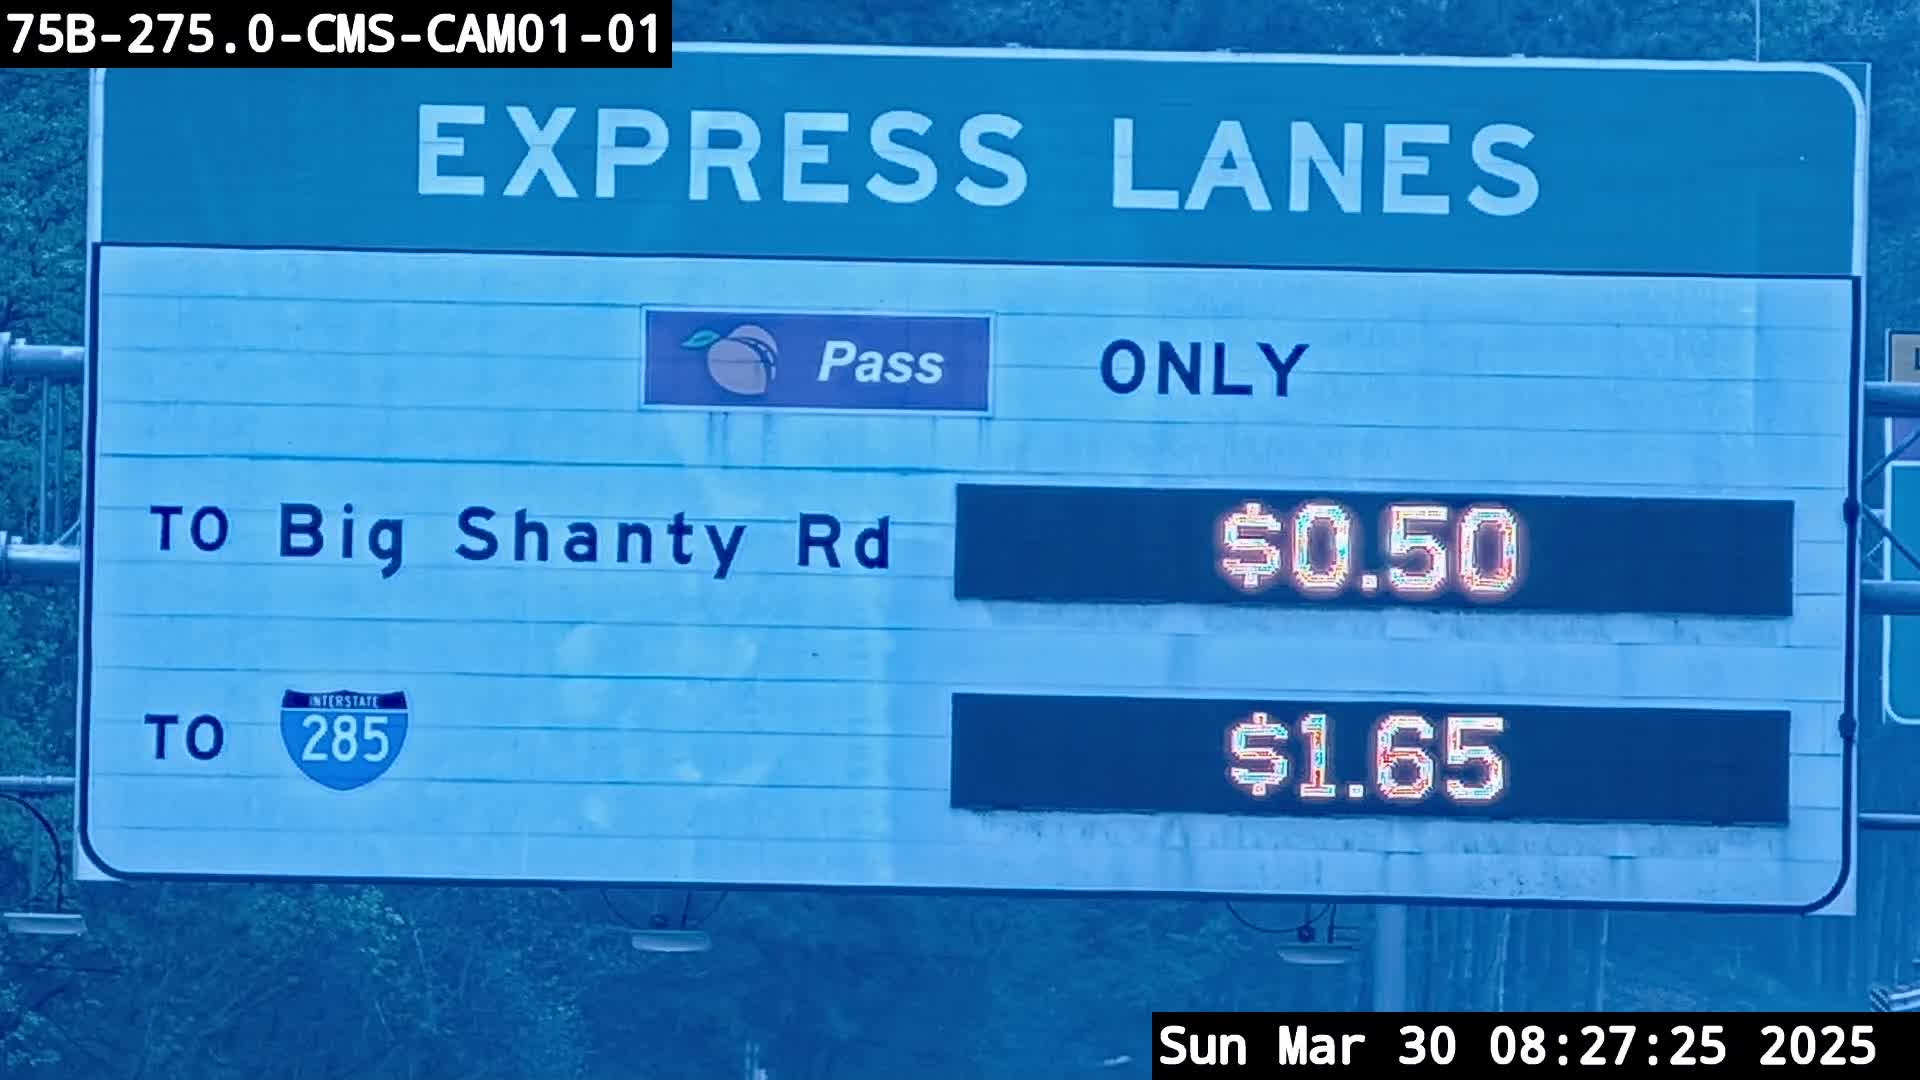 75B-275.0-CMS-CAM01-01
EXPRESS LANES
Pass ONLY
TO Big Shanty Rd $0.50
INTERSTATE
TO 285 $1.65
Sun Mar 30 08:27:25 2025